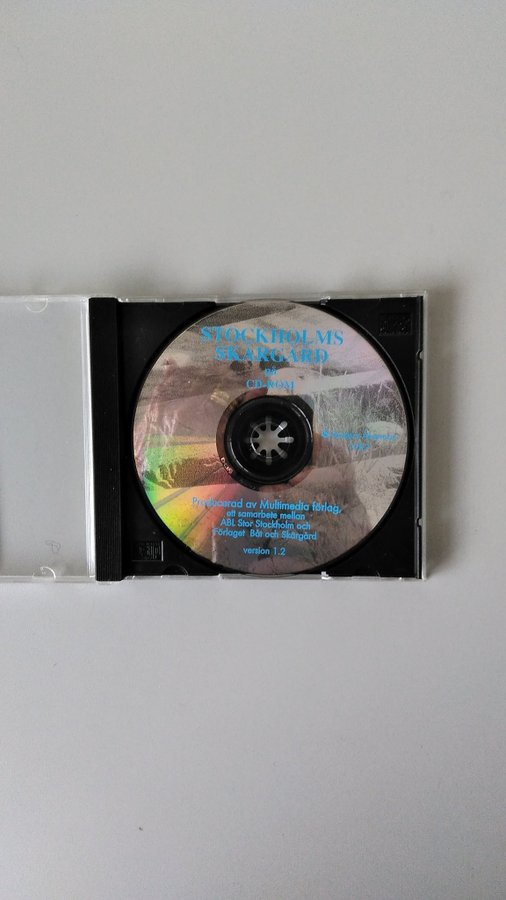 STOCKHOLMS
SKÄRGÅRD
på
CD-ROM
Producerad av Multimedia förlag,
ett samarbete mellan
ABL Stor Stockholm och
Förlaget Båt och Skärgård
version 1.2